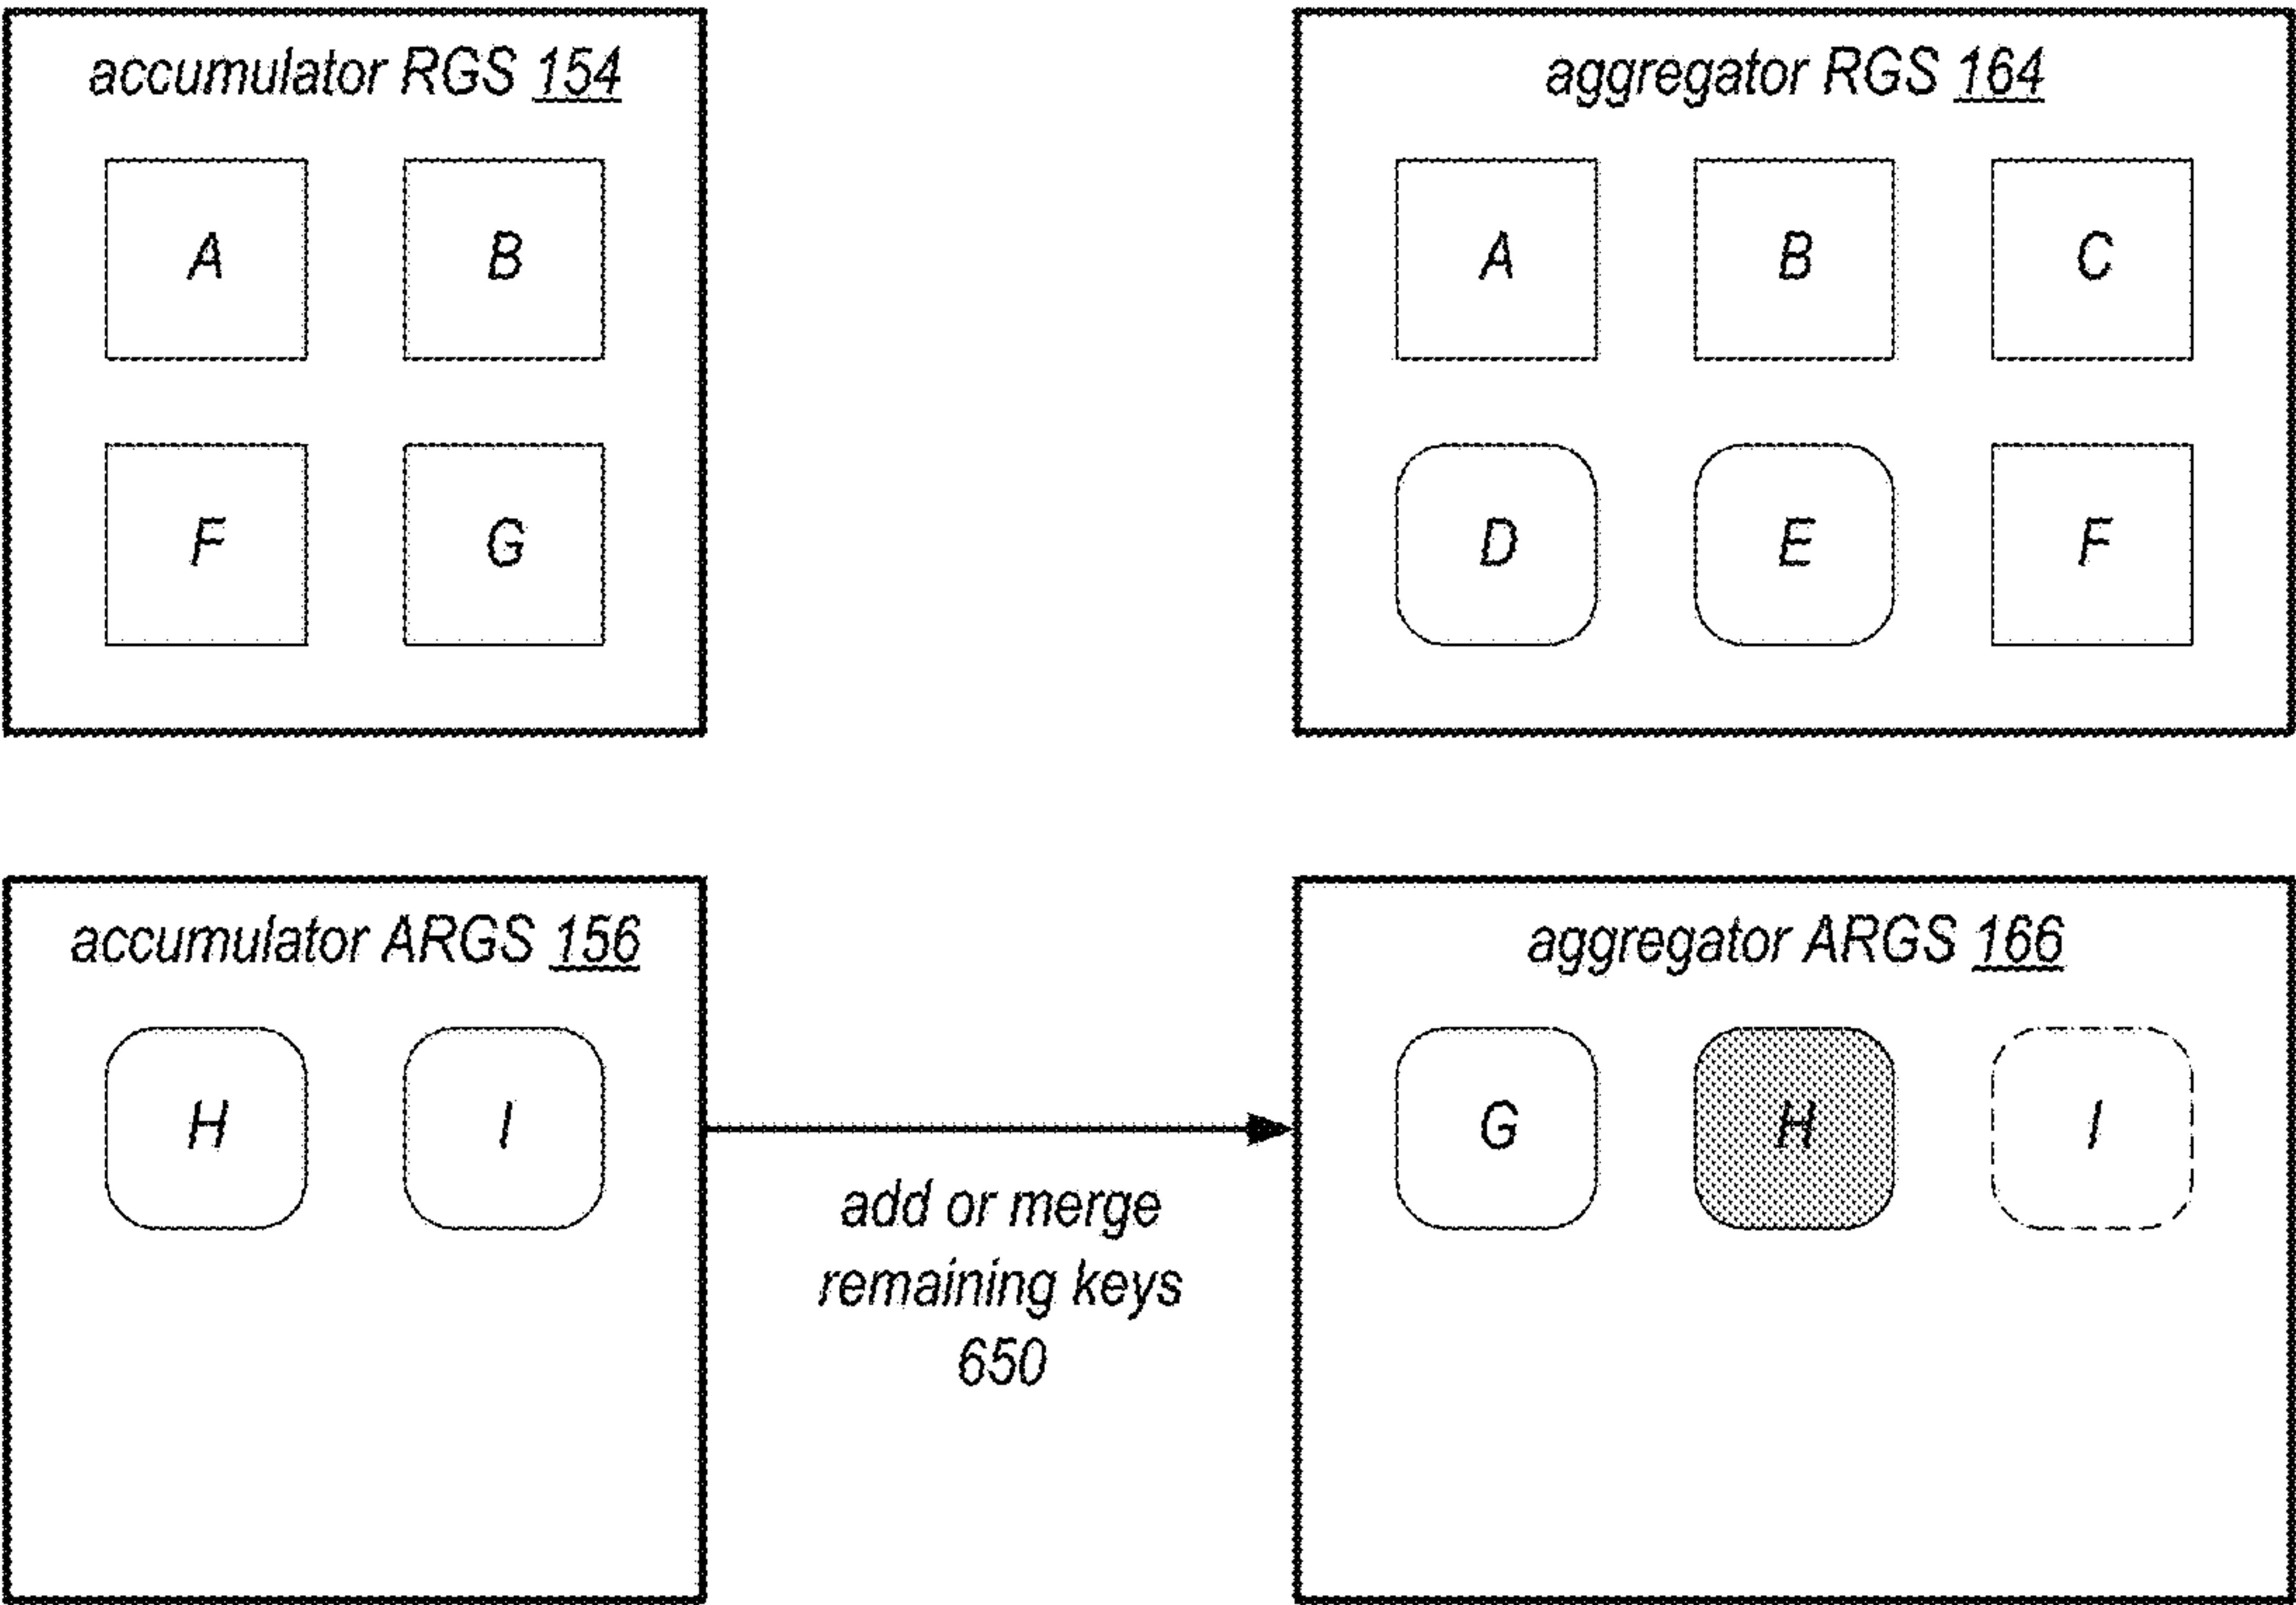 accumulator RGS 154
A B
F G
aggregator RGS 164
A B C
D E F
accumulator ARGS 156
H I
add or merge
remaining keys
650
aggregator ARGS 166
G H I